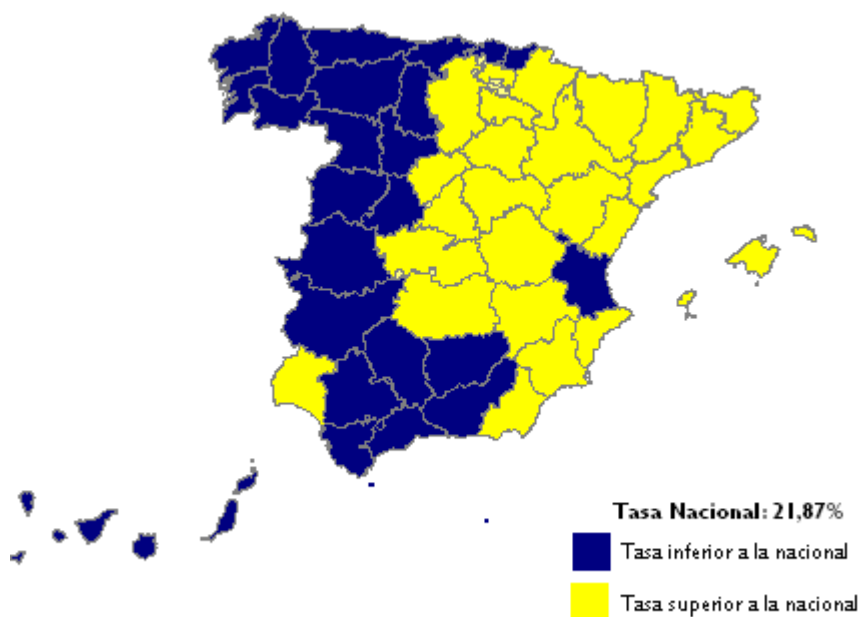 Tasa Nacional: 21,87%
Tasa inferior a la nacional
Tasa superior a la nacional